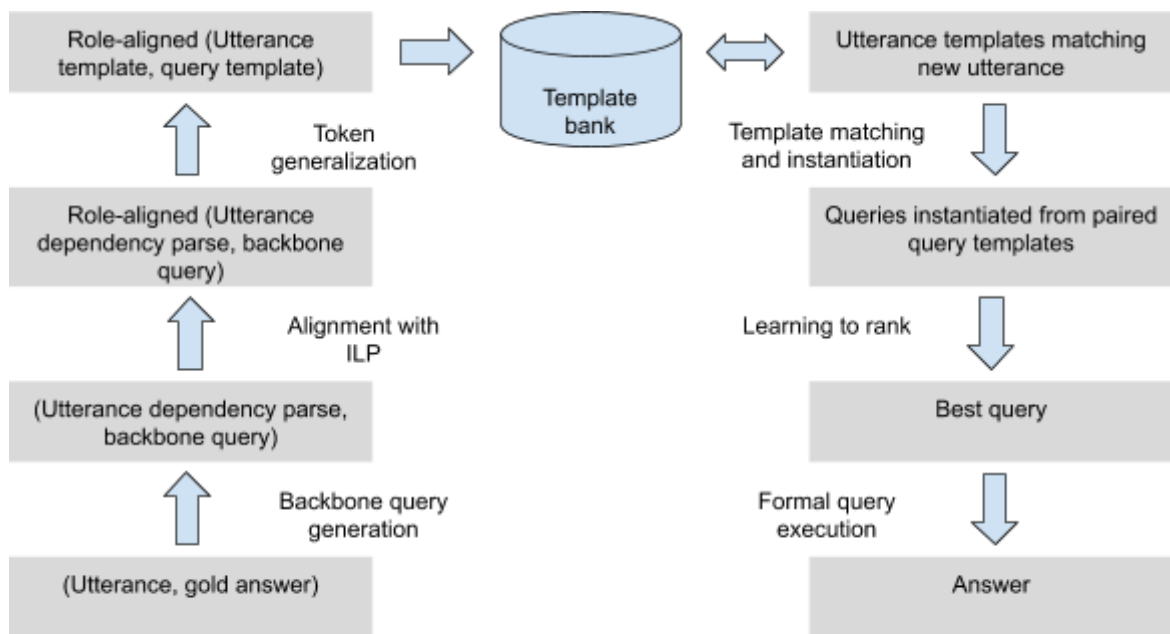 Role-aligned (Utterance
template, query template)
Template
bank
Utterance templates matching
new utterance
Token
generalization
Template matching
and instantiation
Role-aligned (Utterance
dependency parse, backbone
query)
Queries instantiated from paired
query templates
Alignment with
ILP
Learning to rank
(Utterance dependency parse,
backbone query)
Best query
Backbone query
generation
Formal query
execution
(Utterance, gold answer)
Answer